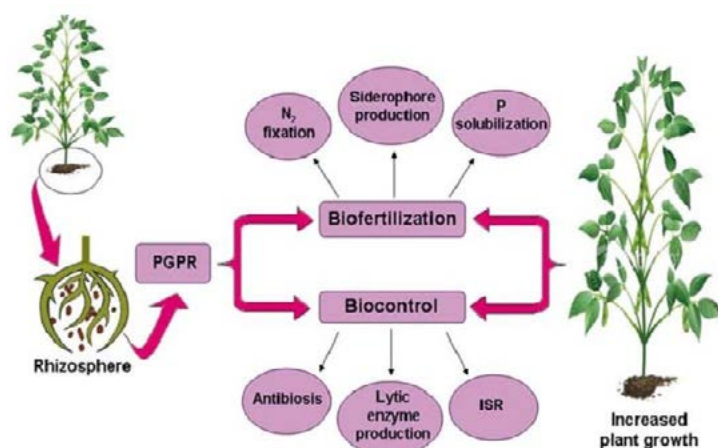 N2
fixation
Siderophore
production
P
solubilization
Biofertilization
PGPR
Biocontrol
Rhizosphere
Antibiosis
Lytic
enzyme
production
ISR
Increased
plant growth